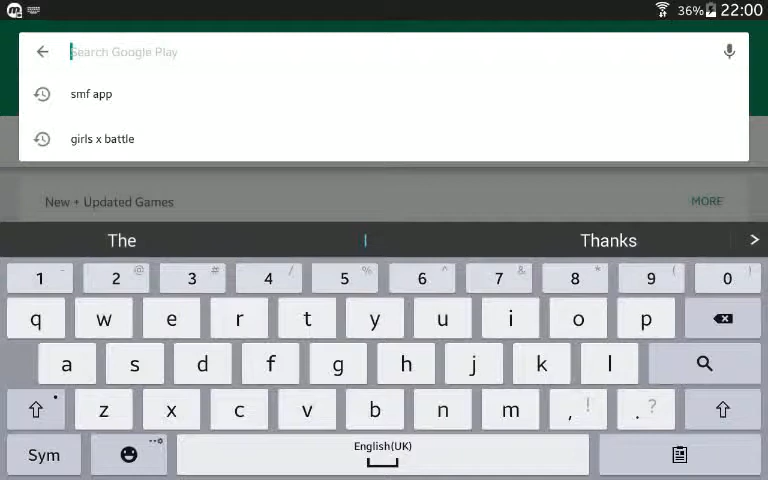 36% 22:00
Search Google Play
smf app
girls x battle
New + Updated Games MORE
The I Thanks >
1 - 2 @ 3 # 4 / 5 % 6 ^ 7 & 8 * 9 ( 0 )
q w e r t y u i o p
a s d f g h j k l
z x c v b n m , ! . ?
Sym English(UK)